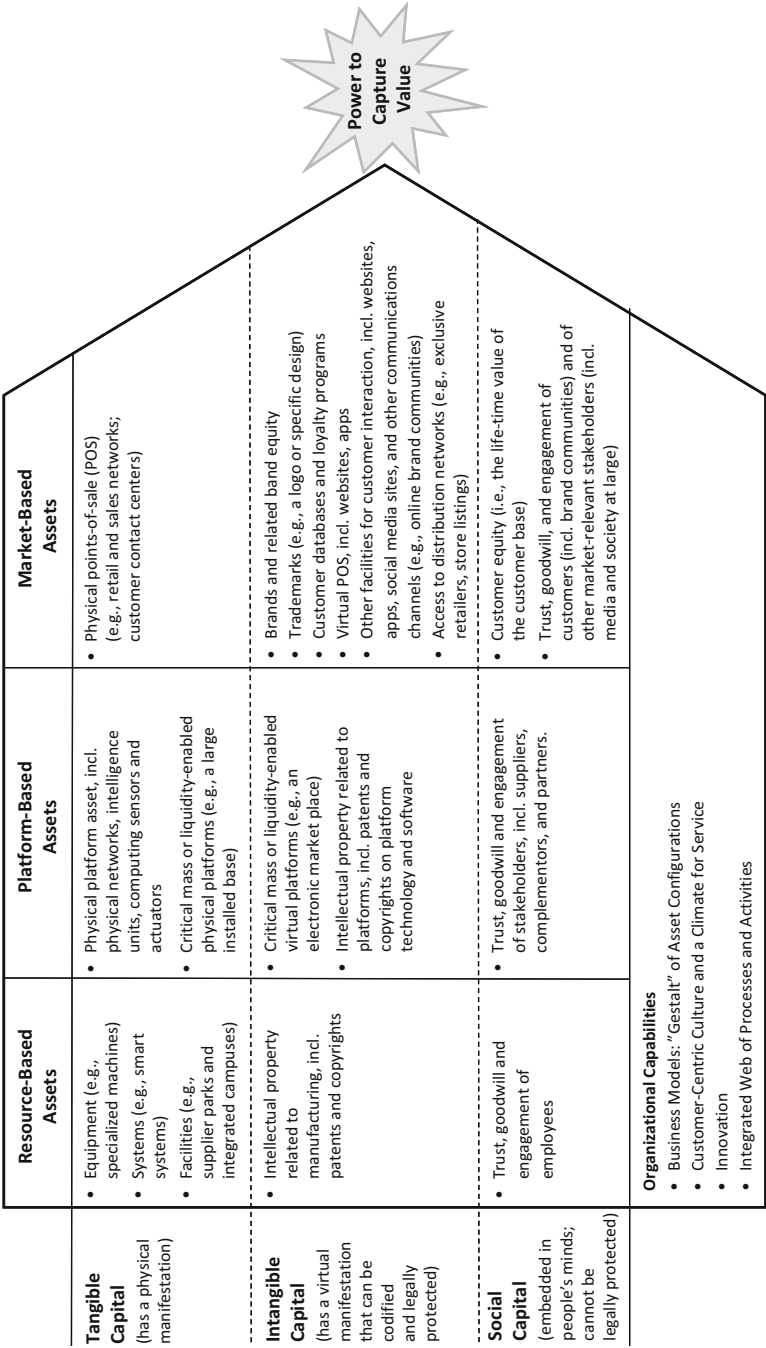 Resource-Based
Assets
Platform-Based
Assets
Market-Based
Assets
Tangible
Capital
(has a physical
manifestation)
• Equipment (e.g.,
specialized machines)
• Systems (e.g., smart
systems)
• Facilities (e.g.,
supplier parks and
integrated campuses)
• Physical platform asset, incl.
physical networks, intelligence
units, computing sensors and
actuators
• Critical mass or liquidity-enabled
physical platforms (e.g., a large
installed base)
• Physical points-of-sale (POS)
(e.g., retail and sales networks;
customer contact centers)
Intangible
Capital
(has a virtual
manifestation
that can be
codified
and legally
protected)
• Intellectual property
related to
manufacturing, incl.
patents and copyrights
• Critical mass or liquidity-enabled
virtual platforms (e.g., an
electronic market place)
• Intellectual property related to
platforms, incl. patents and
copyrights on platform
technology and software
• Brands and related band equity
• Trademarks (e.g., a logo or specific design)
• Customer databases and loyalty programs
• Virtual POS, incl. websites, apps
• Other facilities for customer interaction, incl. websites,
apps, social media sites, and other communications
channels (e.g., online brand communities)
• Access to distribution networks (e.g., exclusive
retailers, store listings)
Social
Capital
(embedded in
people's minds;
cannot be
legally protected)
• Trust, goodwill and
engagement of
employees
• Trust, goodwill and engagement
of stakeholders, incl. suppliers,
complementors, and partners.
• Customer equity (i.e., the life-time value of
the customer base)
• Trust, goodwill, and engagement of
customers (incl. brand communities) and of
other market-relevant stakeholders (incl.
media and society at large)
Organizational Capabilities
• Business Models: "Gestalt" of Asset Configurations
• Customer-Centric Culture and a Climate for Service
• Innovation
• Integrated Web of Processes and Activities
Power to
Capture
Value